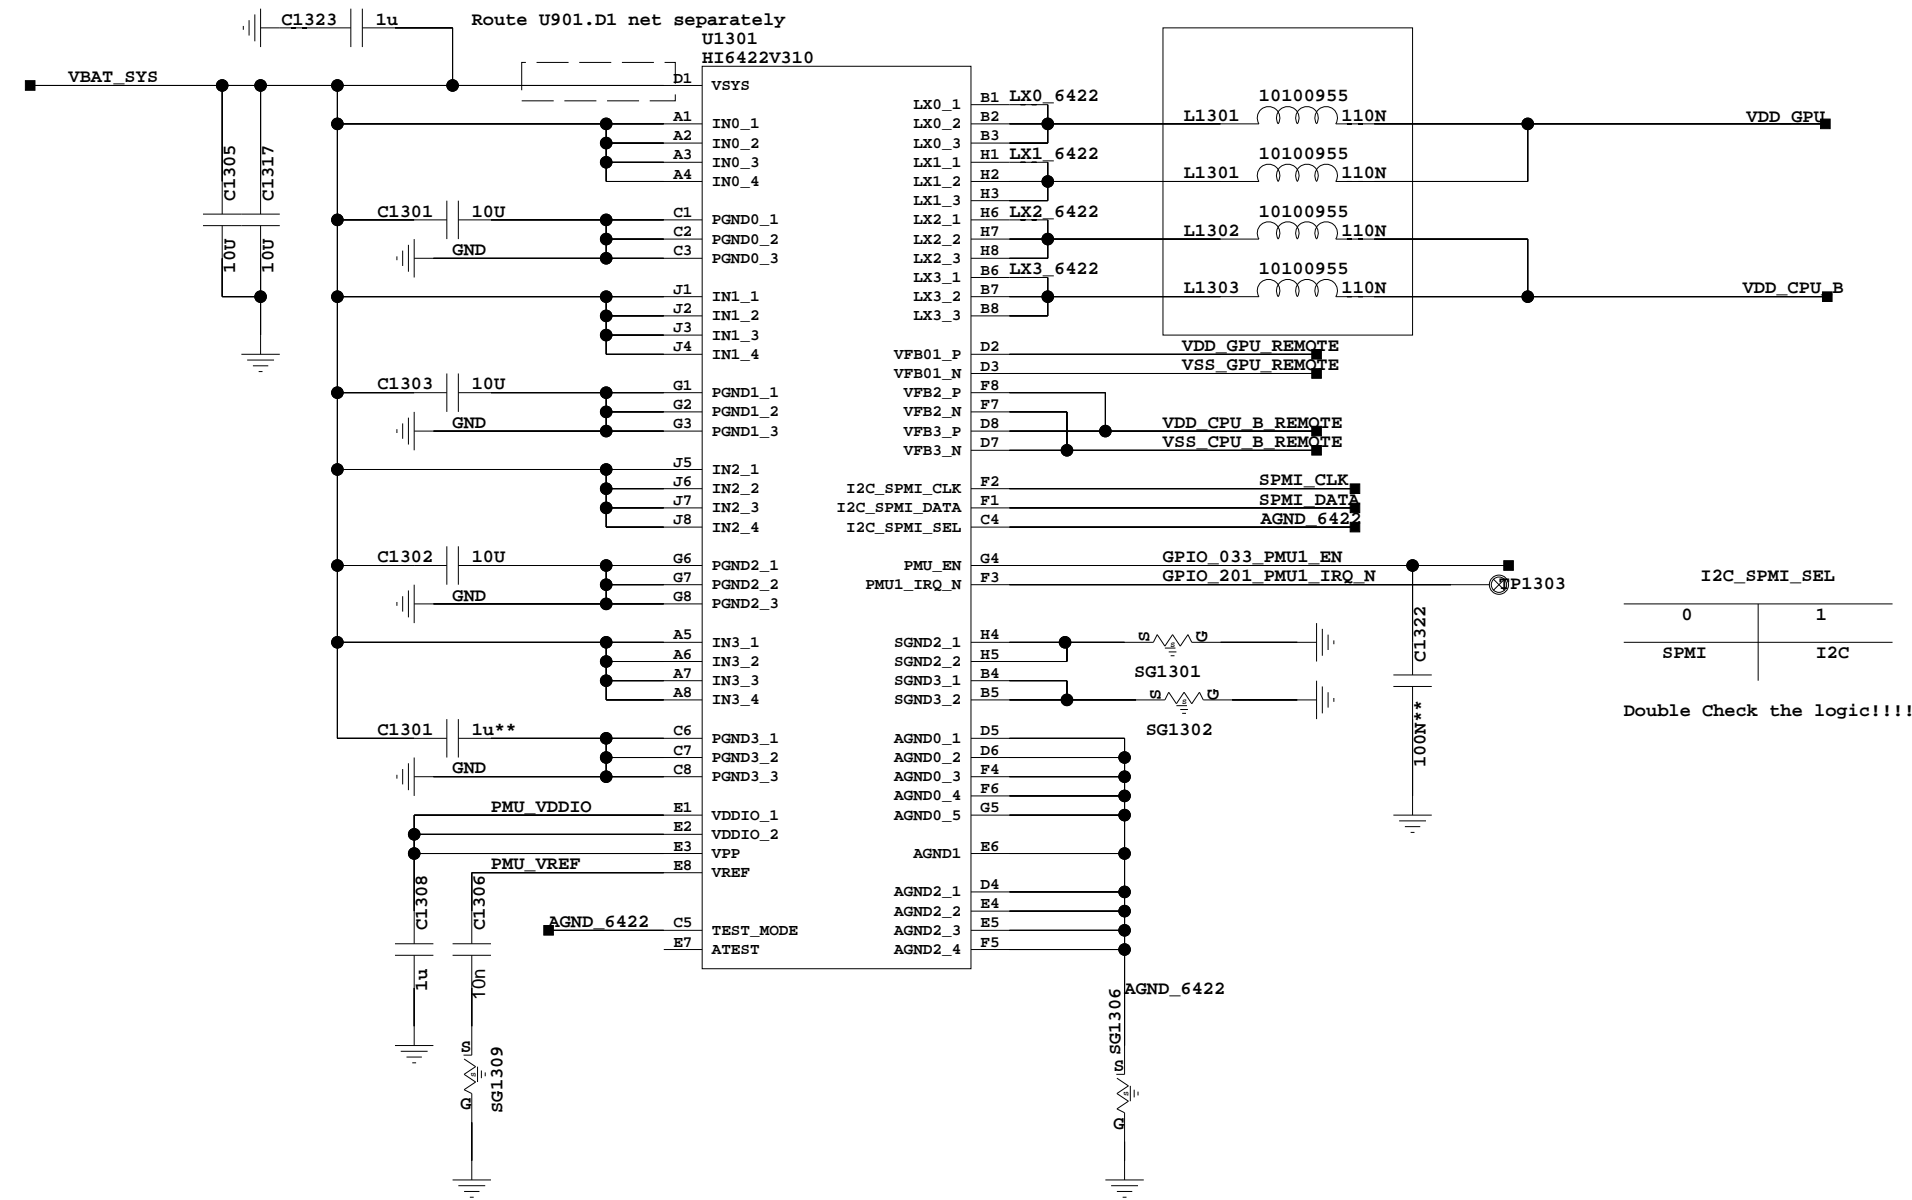 C1323 1u Route U901.D1 net separately
U1301
HI6422V310
VBAT_SYS D1 VSYS
C1305 10U
C1317 10U
A1 IN0_1
A2 IN0_2
A3 IN0_3
A4 IN0_4
C1301 10U C1 PGND0_1
C2 PGND0_2
GND C3 PGND0_3
J1 IN1_1
J2 IN1_2
J3 IN1_3
J4 IN1_4
C1303 10U G1 PGND1_1
G2 PGND1_2
GND G3 PGND1_3
J5 IN2_1
J6 IN2_2
J7 IN2_3
J8 IN2_4
C1302 10U G6 PGND2_1
G7 PGND2_2
GND G8 PGND2_3
A5 IN3_1
A6 IN3_2
A7 IN3_3
A8 IN3_4
C1301 1u** C6 PGND3_1
C7 PGND3_2
GND C8 PGND3_3
PMU_VDDIO E1 VDDIO_1
E2 VDDIO_2
E3 VPP
PMU_VREF E8 VREF
C1308 1u
C1306 10n
AGND_6422 C5 TEST_MODE
E7 ATEST
S G SG1309
LX0_1 B1 LX0_6422
LX0_2 B2
LX0_3 B3
LX1_1 H1 LX1_6422
LX1_2 H2
LX1_3 H3
LX2_1 H6 LX2_6422
LX2_2 H7
LX2_3 H8
LX3_1 B6 LX3_6422
LX3_2 B7
LX3_3 B8
10100955
L1301 110N VDD_GPU
10100955
L1301 110N
10100955
L1302 110N
10100955
L1303 110N VDD_CPU_B
VFB01_P D2 VDD_GPU_REMOTE
VFB01_N D3 VSS_GPU_REMOTE
VFB2_P F8
VFB2_N F7
VFB3_P D8 VDD_CPU_B_REMOTE
VFB3_N D7 VSS_CPU_B_REMOTE
I2C_SPMI_CLK F2 SPMI_CLK
I2C_SPMI_DATA F1 SPMI_DATA
I2C_SPMI_SEL C4 AGND_6422
PMU_EN G4 GPIO_033_PMU1_EN
PMU1_IRQ_N F3 GPIO_201_PMU1_IRQ_N TP1303
SGND2_1 H4 S G
SGND2_2 H5 SG1301
SGND3_1 B4
SGND3_2 B5 S G
SG1302
C1322 100N**
AGND0_1 D5
AGND0_2 D6
AGND0_3 F4
AGND0_4 F6
AGND0_5 G5
AGND1 E6
AGND2_1 D4
AGND2_2 E4
AGND2_3 E5
AGND2_4 F5
AGND_6422
SG1306 S G
I2C_SPMI_SEL
0 1
SPMI I2C
Double Check the logic!!!!